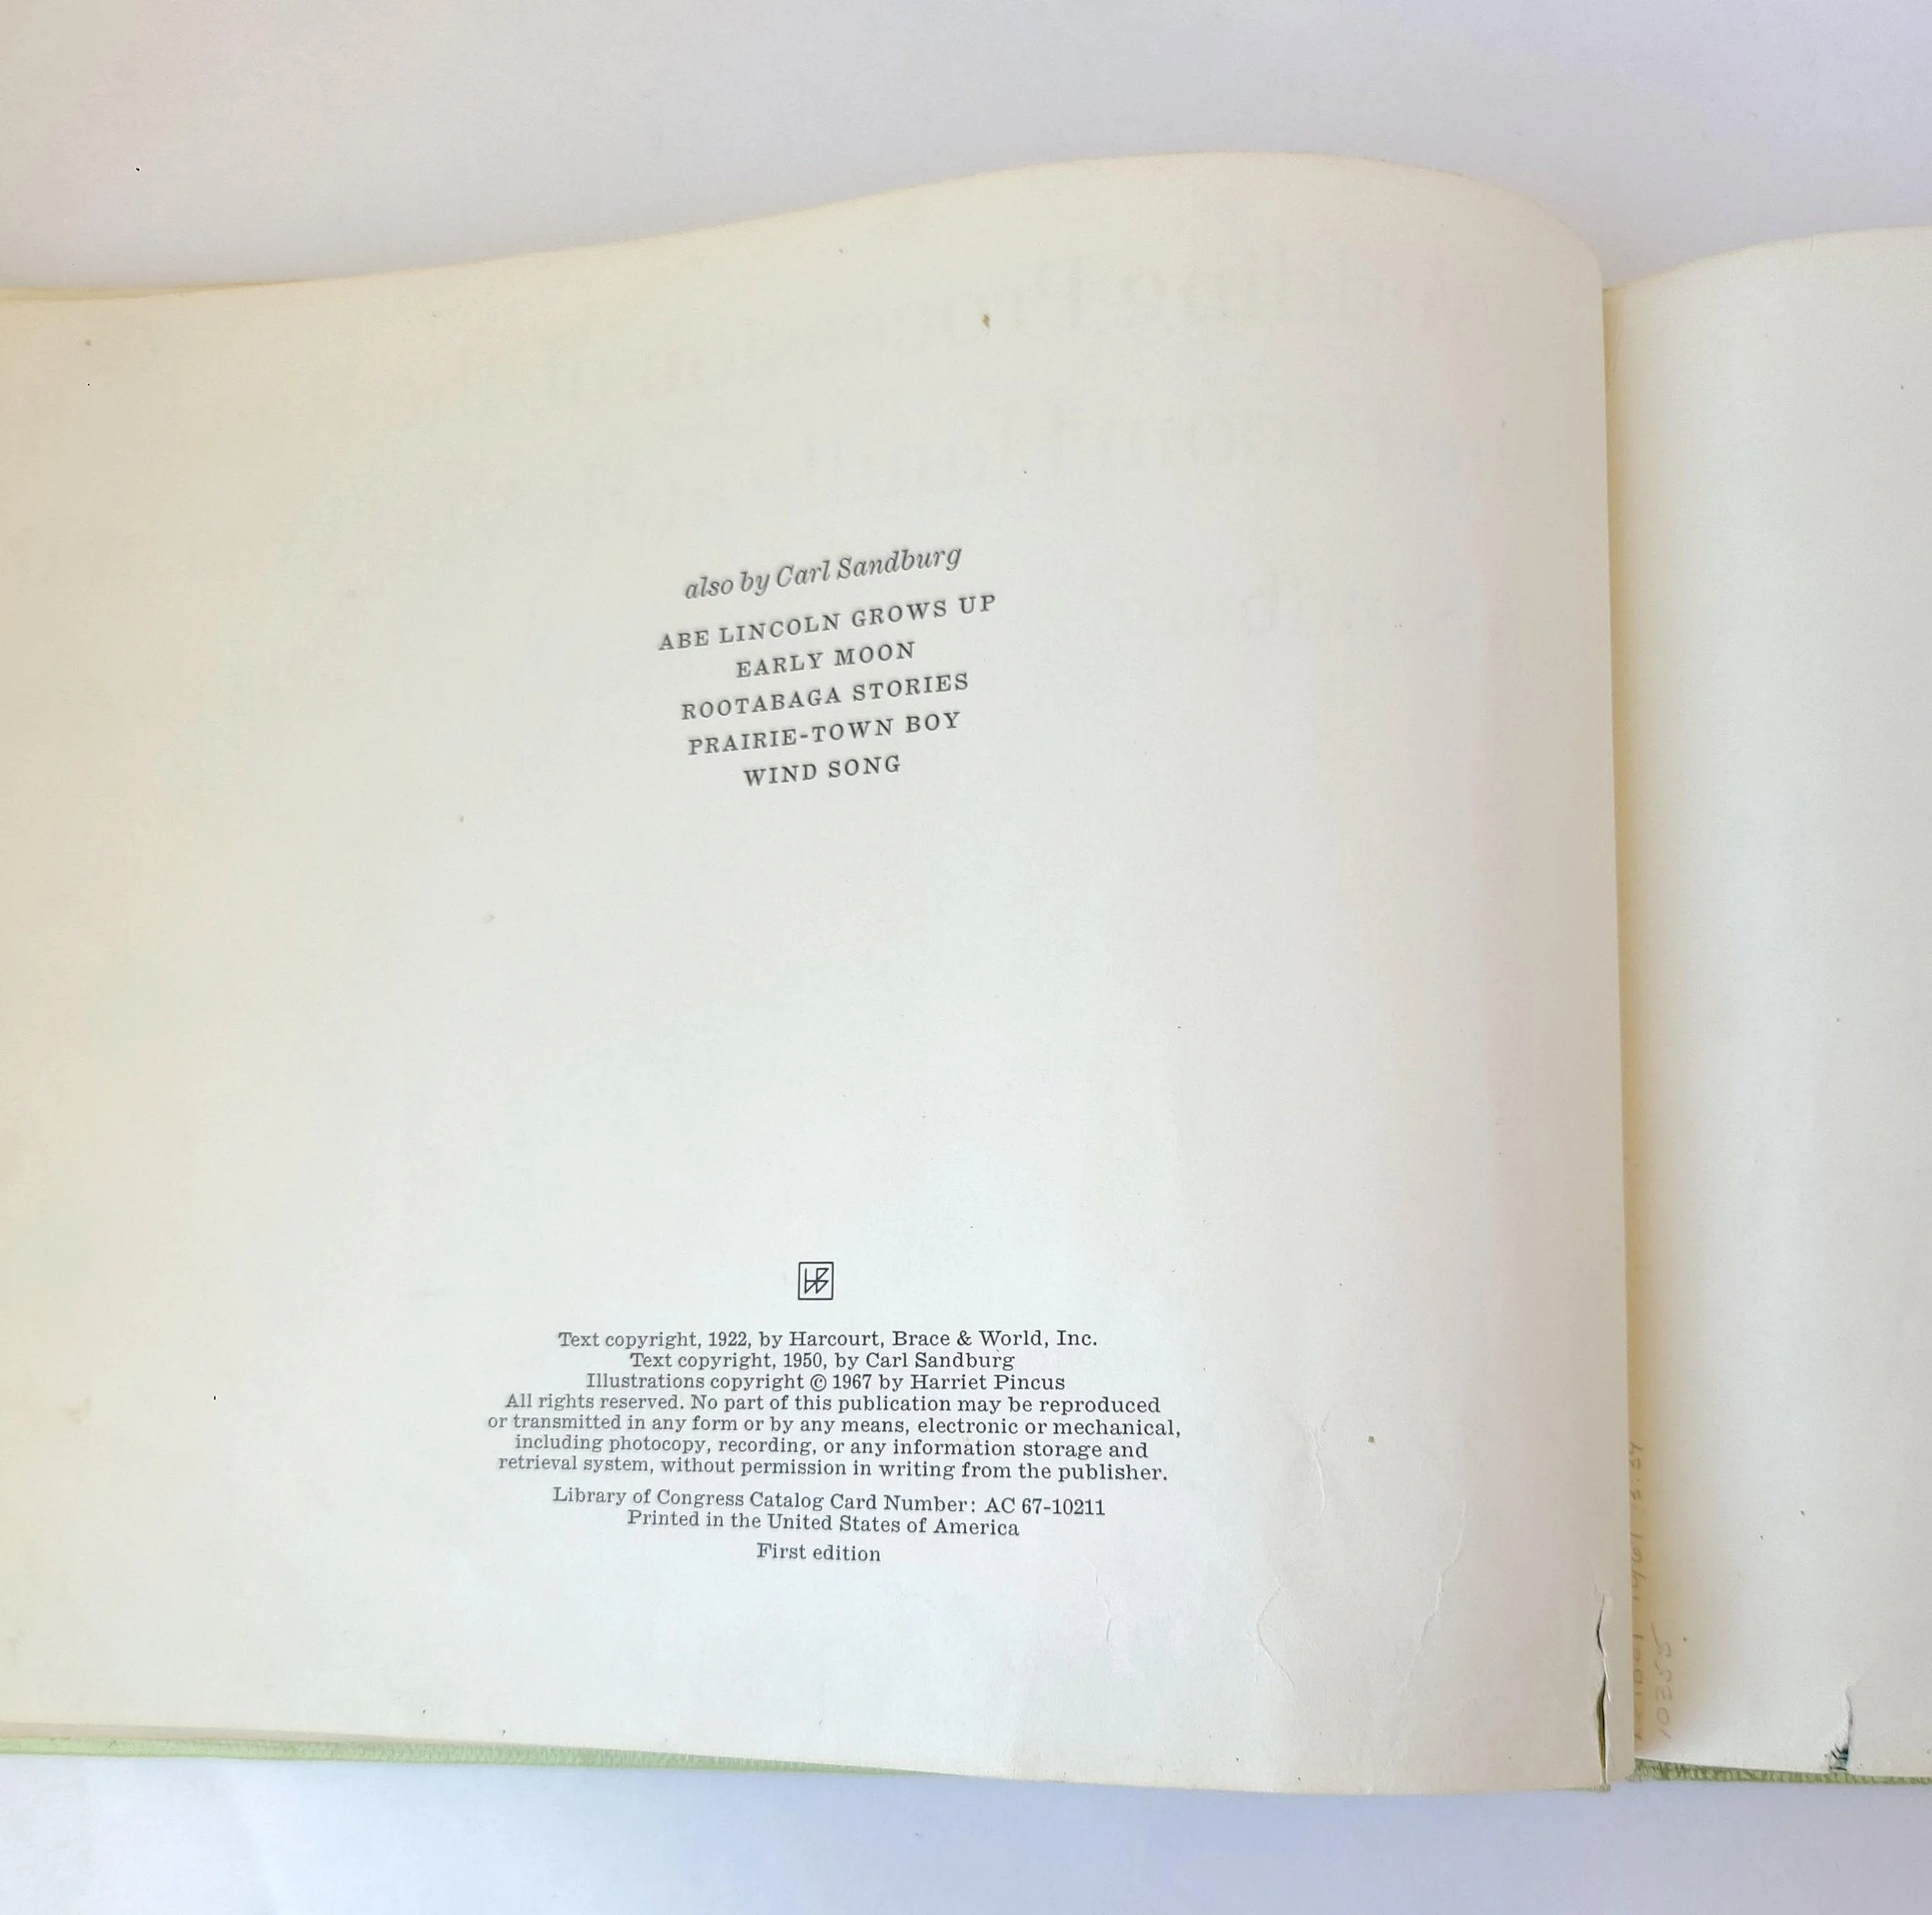 also by Carl Sandburg
ABE LINCOLN GROWS UP
EARLY MOON
ROOTABAGA STORIES
PRAIRIE-TOWN BOY
WIND SONG
HB
Text copyright, 1922, by Harcourt, Brace & World, Inc.
Text copyright, 1950, by Carl Sandburg
Illustrations copyright © 1967 by Harriet Pincus
All rights reserved. No part of this publication may be reproduced
or transmitted in any form or by any means, electronic or mechanical,
including photocopy, recording, or any information storage and
retrieval system, without permission in writing from the publisher.
Library of Congress Catalog Card Number: AC 67-10211
Printed in the United States of America
First edition
10355